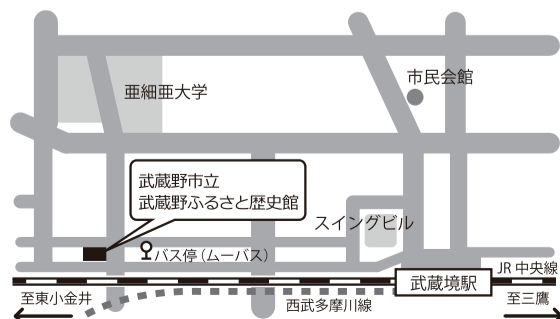 市民会館
亜細亜大学
武蔵野市立
武蔵野ふるさと歴史館
スイングビル
バス停（ムーバス）
JR 中央線
武蔵境駅
至東小金井
西武多摩川線
至三鷹